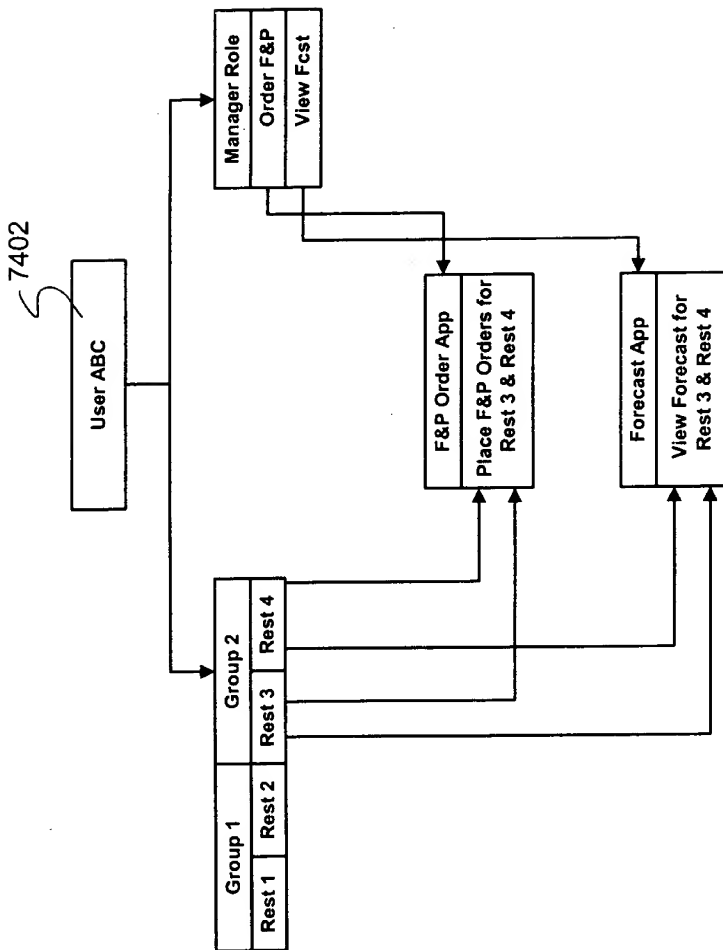 7402
User ABC
Group 1
Group 2
Rest 1
Rest 2
Rest 3
Rest 4
Manager Role
Order F&P
View Fcst
F&P Order App
Place F&P Orders for
Rest 3 & Rest 4
Forecast App
View Forecast for
Rest 3 & Rest 4